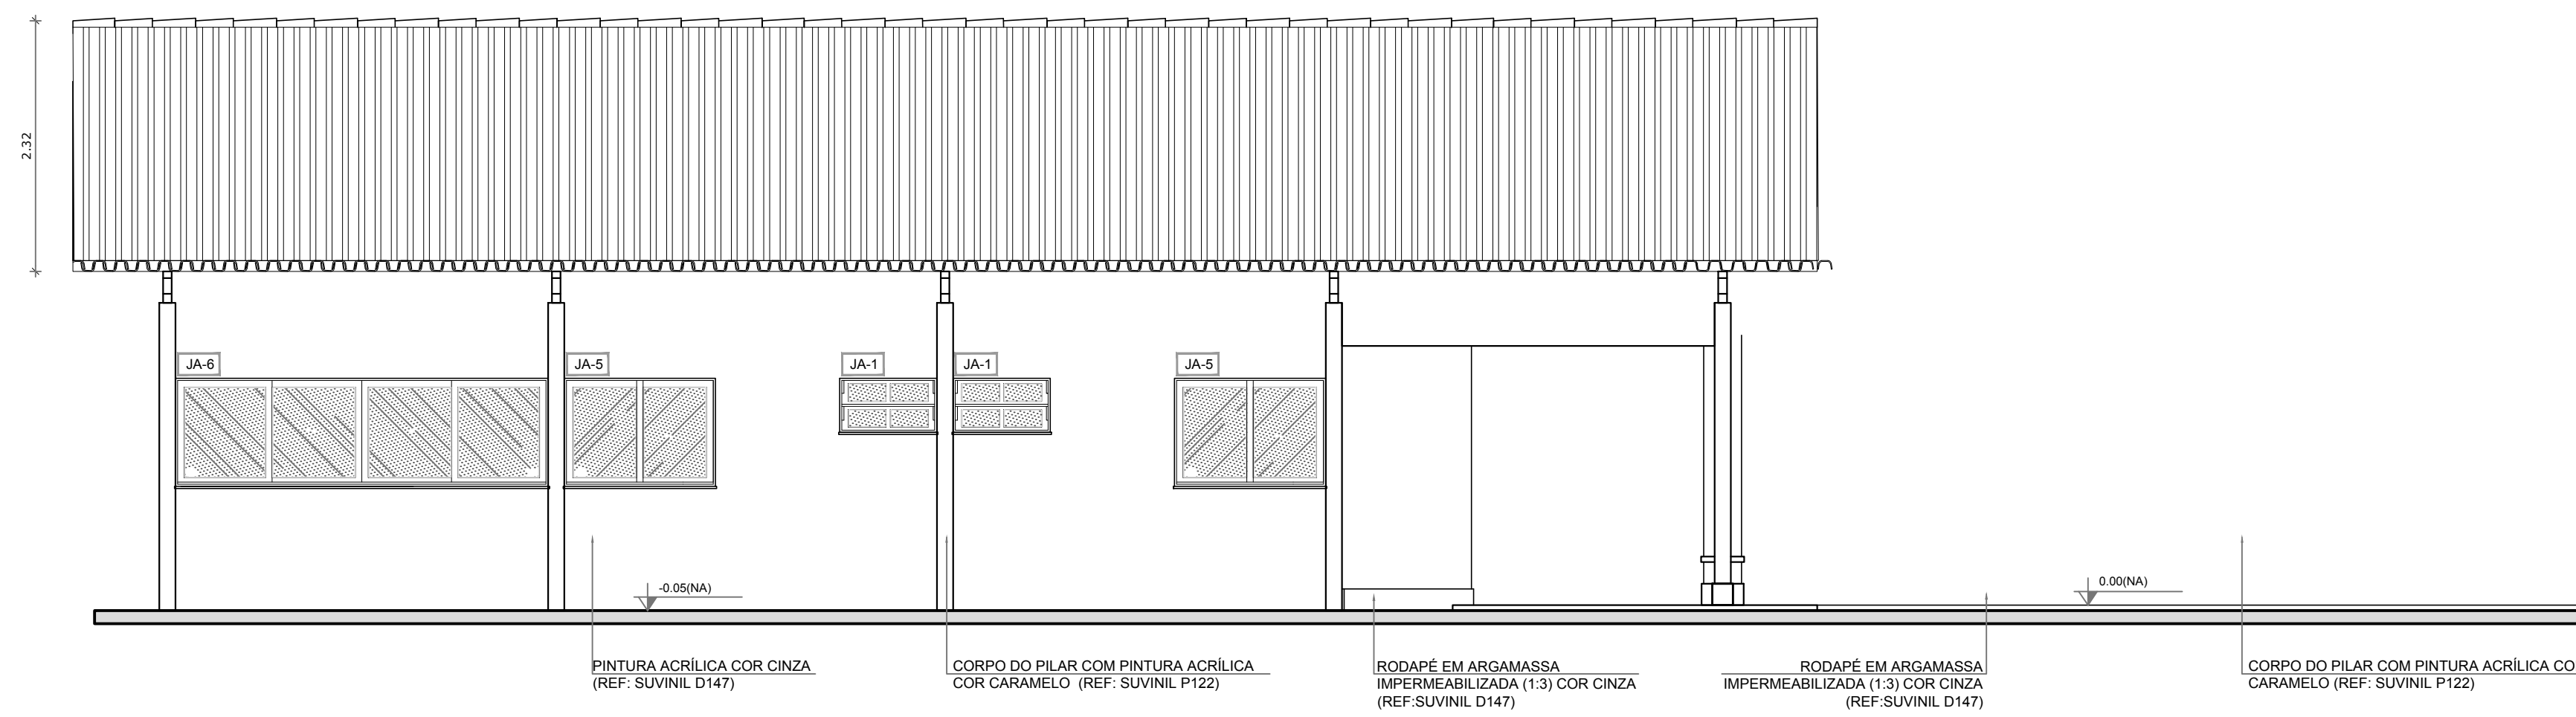 2.32
JA-6
JA-5
JA-1
JA-1
JA-5
-0.05(NA)
0.00(NA)
PINTURA ACRÍLICA COR CINZA
(REF: SUVINIL D147)
CORPO DO PILAR COM PINTURA ACRÍLICA
COR CARAMELO (REF: SUVINIL P122)
RODAPÉ EM ARGAMASSA
IMPERMEABILIZADA (1:3) COR CINZA
(REF:SUVINIL D147)
RODAPÉ EM ARGAMASSA
IMPERMEABILIZADA (1:3) COR CINZA
(REF:SUVINIL D147)
CORPO DO PILAR COM PINTURA ACRÍLICA CO
CARAMELO (REF: SUVINIL P122)